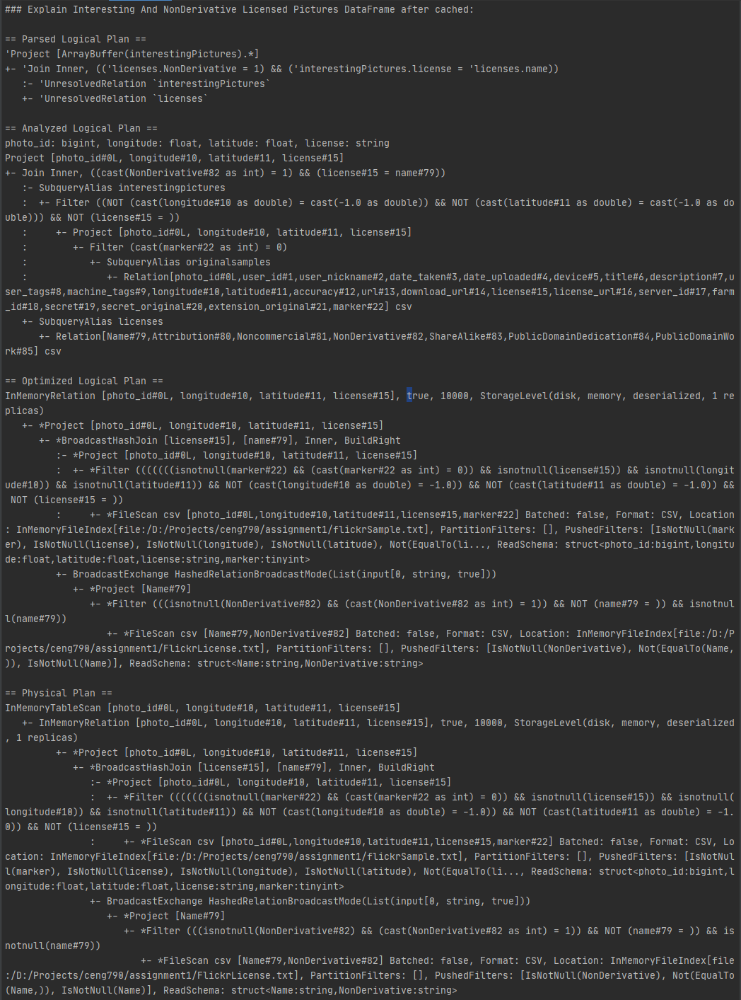 ### Explain Interesting And NonDerivative Licensed Pictures DataFrame after cached:
== Parsed Logical Plan ==
'Project [ArrayBuffer(interestingPictures).*]
+- 'Join Inner, (('licenses.NonDerivative = 1) && ('interestingPictures.license = 'licenses.name))
   :- 'UnresolvedRelation `interestingPictures`
   +- 'UnresolvedRelation `licenses`
== Analyzed Logical Plan ==
photo_id: bigint, longitude: float, latitude: float, license: string
Project [photo_id#0L, longitude#10, latitude#11, license#15]
+- Join Inner, ((cast(NonDerivative#82 as int) = 1) && (license#15 = name#79))
   :- SubqueryAlias interestingpictures
   :  +- Filter ((NOT (cast(longitude#10 as double) = cast(-1.0 as double)) && NOT (cast(latitude#11 as double) = cast(-1.0 as do
uble))) && NOT (license#15 = ))
   :     +- Project [photo_id#0L, longitude#10, latitude#11, license#15]
   :        +- Filter (cast(marker#22 as int) = 0)
   :           +- SubqueryAlias originalsamples
   :              +- Relation[photo_id#0L,user_id#1,user_nickname#2,date_taken#3,date_uploaded#4,device#5,title#6,description#7,u
ser_tags#8,machine_tags#9,longitude#10,latitude#11,accuracy#12,url#13,download_url#14,license#15,license_url#16,server_id#17,farm
_id#18,secret#19,secret_original#20,extension_original#21,marker#22] csv
   +- SubqueryAlias licenses
      +- Relation[Name#79,Attribution#80,Noncommercial#81,NonDerivative#82,ShareAlike#83,PublicDomainDedication#84,PublicDomainWo
rk#85] csv
== Optimized Logical Plan ==
InMemoryRelation [photo_id#0L, longitude#10, latitude#11, license#15], true, 10000, StorageLevel(disk, memory, deserialized, 1 re
plicas)
   +- *Project [photo_id#0L, longitude#10, latitude#11, license#15]
      +- *BroadcastHashJoin [license#15], [name#79], Inner, BuildRight
         :- *Project [photo_id#0L, longitude#10, latitude#11, license#15]
         :  +- *Filter (((((((isnotnull(marker#22) && (cast(marker#22 as int) = 0)) && isnotnull(license#15)) && isnotnull(longit
ude#10)) && isnotnull(latitude#11)) && NOT (cast(longitude#10 as double) = -1.0)) && NOT (cast(latitude#11 as double) = -1.0)) &&
 NOT (license#15 = ))
         :     +- *FileScan csv [photo_id#0L,longitude#10,latitude#11,license#15,marker#22] Batched: false, Format: CSV, Location
: InMemoryFileIndex[file:/D:/Projects/ceng790/assignment1/flickrSample.txt], PartitionFilters: [], PushedFilters: [IsNotNull(mark
er), IsNotNull(license), IsNotNull(longitude), IsNotNull(latitude), Not(EqualTo(li..., ReadSchema: struct<photo_id:bigint,longitu
de:float,latitude:float,license:string,marker:tinyint>
         +- BroadcastExchange HashedRelationBroadcastMode(List(input[0, string, true]))
            +- *Project [Name#79]
               +- *Filter (((isnotnull(NonDerivative#82) && (cast(NonDerivative#82 as int) = 1)) && NOT (name#79 = )) && isnotnul
l(name#79))
                  +- *FileScan csv [Name#79,NonDerivative#82] Batched: false, Format: CSV, Location: InMemoryFileIndex[file:/D:/P
rojects/ceng790/assignment1/FlickrLicense.txt], PartitionFilters: [], PushedFilters: [IsNotNull(NonDerivative), Not(EqualTo(Name,
)), IsNotNull(Name)], ReadSchema: struct<Name:string,NonDerivative:string>
== Physical Plan ==
InMemoryTableScan [photo_id#0L, longitude#10, latitude#11, license#15]
   +- InMemoryRelation [photo_id#0L, longitude#10, latitude#11, license#15], true, 10000, StorageLevel(disk, memory, deserialized
, 1 replicas)
         +- *Project [photo_id#0L, longitude#10, latitude#11, license#15]
            +- *BroadcastHashJoin [license#15], [name#79], Inner, BuildRight
               :- *Project [photo_id#0L, longitude#10, latitude#11, license#15]
               :  +- *Filter (((((((isnotnull(marker#22) && (cast(marker#22 as int) = 0)) && isnotnull(license#15)) && isnotnull(
longitude#10)) && isnotnull(latitude#11)) && NOT (cast(longitude#10 as double) = -1.0)) && NOT (cast(latitude#11 as double) = -1.
0)) && NOT (license#15 = ))
               :     +- *FileScan csv [photo_id#0L,longitude#10,latitude#11,license#15,marker#22] Batched: false, Format: CSV, Lo
cation: InMemoryFileIndex[file:/D:/Projects/ceng790/assignment1/flickrSample.txt], PartitionFilters: [], PushedFilters: [IsNotNul
l(marker), IsNotNull(license), IsNotNull(longitude), IsNotNull(latitude), Not(EqualTo(li..., ReadSchema: struct<photo_id:bigint,l
ongitude:float,latitude:float,license:string,marker:tinyint>
               +- BroadcastExchange HashedRelationBroadcastMode(List(input[0, string, true]))
                  +- *Project [Name#79]
                     +- *Filter (((isnotnull(NonDerivative#82) && (cast(NonDerivative#82 as int) = 1)) && NOT (name#79 = )) && is
notnull(name#79))
                        +- *FileScan csv [Name#79,NonDerivative#82] Batched: false, Format: CSV, Location: InMemoryFileIndex[file
:/D:/Projects/ceng790/assignment1/FlickrLicense.txt], PartitionFilters: [], PushedFilters: [IsNotNull(NonDerivative), Not(EqualTo
(Name,)), IsNotNull(Name)], ReadSchema: struct<Name:string,NonDerivative:string>